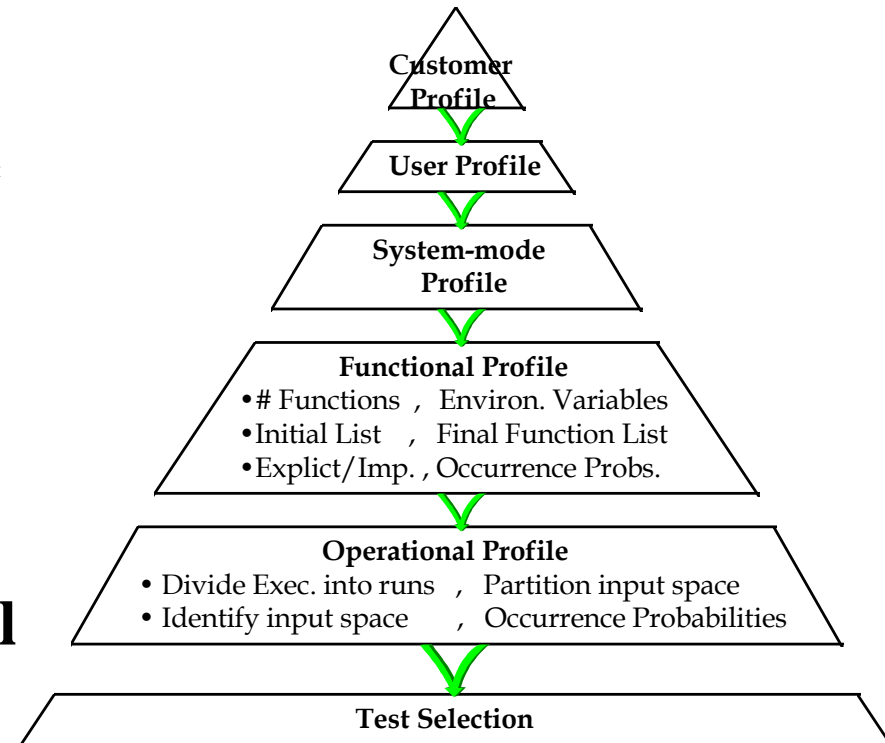 Customer
Profile
User Profile
System-mode
Profile
Functional Profile
•# Functions , Environ. Variables
•Initial List , Final Function List
•Explict/Imp. , Occurrence Probs.
Operational Profile
• Divide Exec. into runs , Partition input space
• Identify input space , Occurrence Probabilities
l
Test Selection